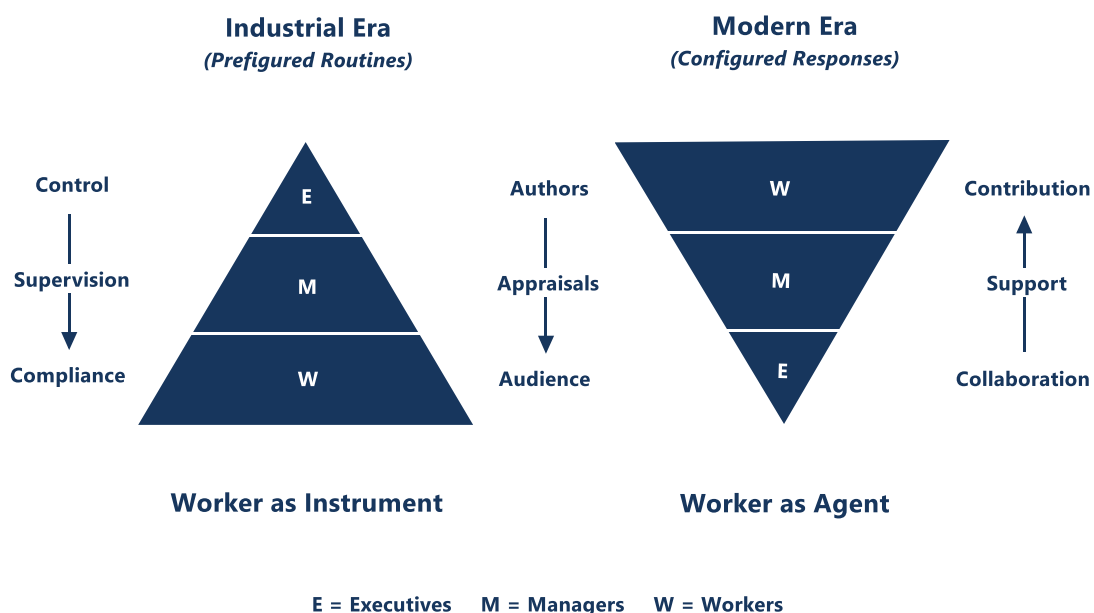 Industrial Era
(Prefigured Routines)
Control
Supervision
Compliance
E
M
W
Worker as Instrument
Modern Era
(Configured Responses)
Authors
Appraisals
Audience
W
M
E
Contribution
Support
Collaboration
Worker as Agent
E = Executives M = Managers W = Workers